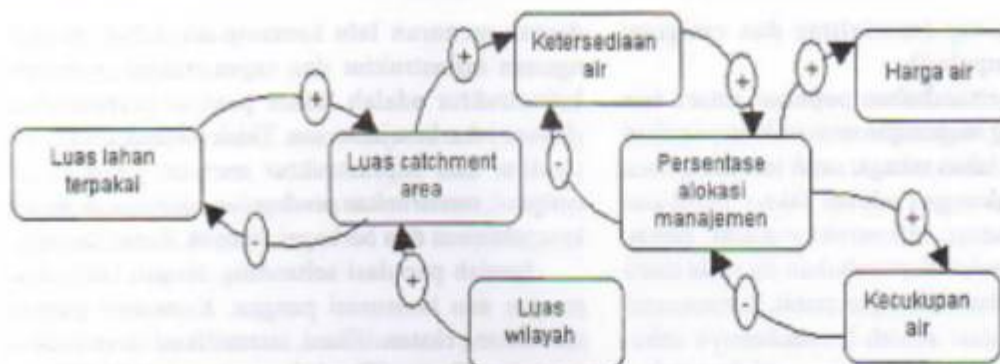 Ketersediaan
air
Harga air
+
+
+
+
Luas lahan
terpakai
Luas catchment
area
-
Persentase
alokasi
manajemen
-
+
+
-
Luas
wilayah
Kecukupan
air